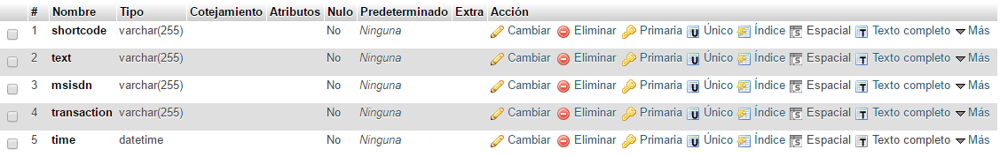 # Nombre Tipo Cotejamiento Atributos Nulo Predeterminado Extra Acción
1 shortcode varchar(255) No Ninguna Cambiar Eliminar Primaria U Único Índice S Espacial T Texto completo Más
2 text varchar(255) No Ninguna Cambiar Eliminar Primaria U Único Índice S Espacial T Texto completo Más
3 msisdn varchar(255) No Ninguna Cambiar Eliminar Primaria U Único Índice S Espacial T Texto completo Más
4 transaction varchar(255) No Ninguna Cambiar Eliminar Primaria U Único Índice S Espacial T Texto completo Más
5 time datetime No Ninguna Cambiar Eliminar Primaria U Único Índice S Espacial T Texto completo Más